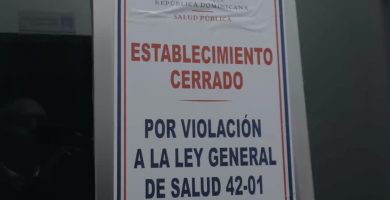 REPÚBLICA DOMINICANA
SALUD PÚBLICA
ESTABLECIMIENTO
CERRADO
POR VIOLACIÓN
A LA LEY GENERAL
DE SALUD 42-01